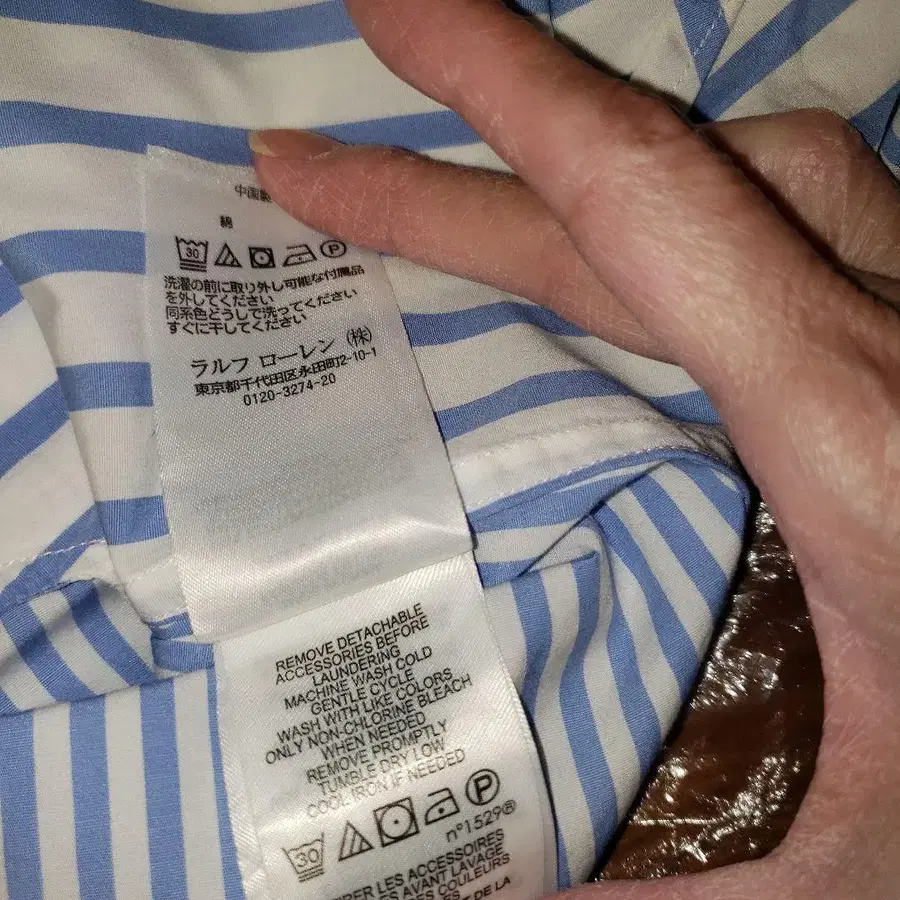 中国製
綿
30 P
洗濯の前に取り外し可能な付属品
を外してください
同系色どうしで洗ってください
すぐに干してください
ラルフ ローレン (株)
東京都千代田区永田町2-10-1
0120-3274-20
REMOVE DETACHABLE
ACCESSORIES BEFORE
LAUNDERING
MACHINE WASH COLD
GENTLE CYCLE
WASH WITH LIKE COLORS
ONLY NON-CHLORINE BLEACH
WHEN NEEDED
REMOVE PROMPTLY
TUMBLE DRY LOW
COOL IRON IF NEEDED
30 P
n°1529®
LES ACCESSOIRES
AVANT LAVAGE
COULEURS
DE LA